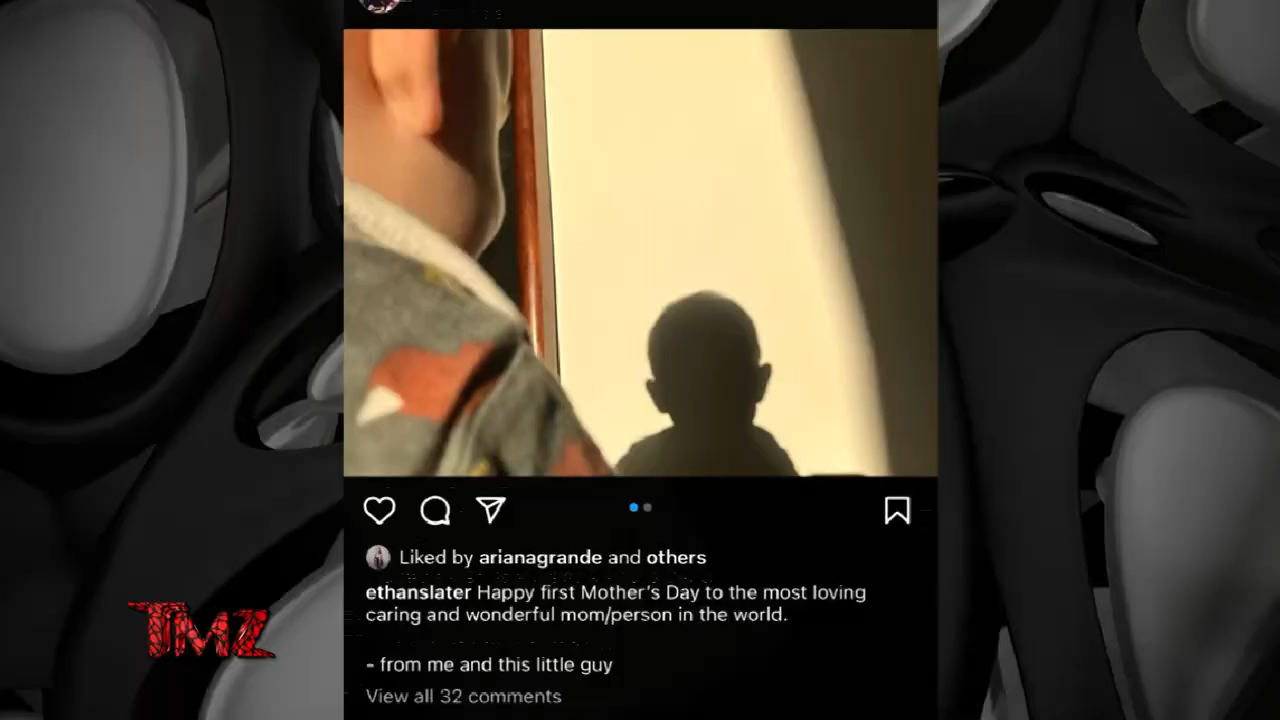 Liked by arianagrande and others
ethanslater Happy first Mother's Day to the most loving
caring and wonderful mom/person in the world.
- from me and this little guy
View all 32 comments
TMZ